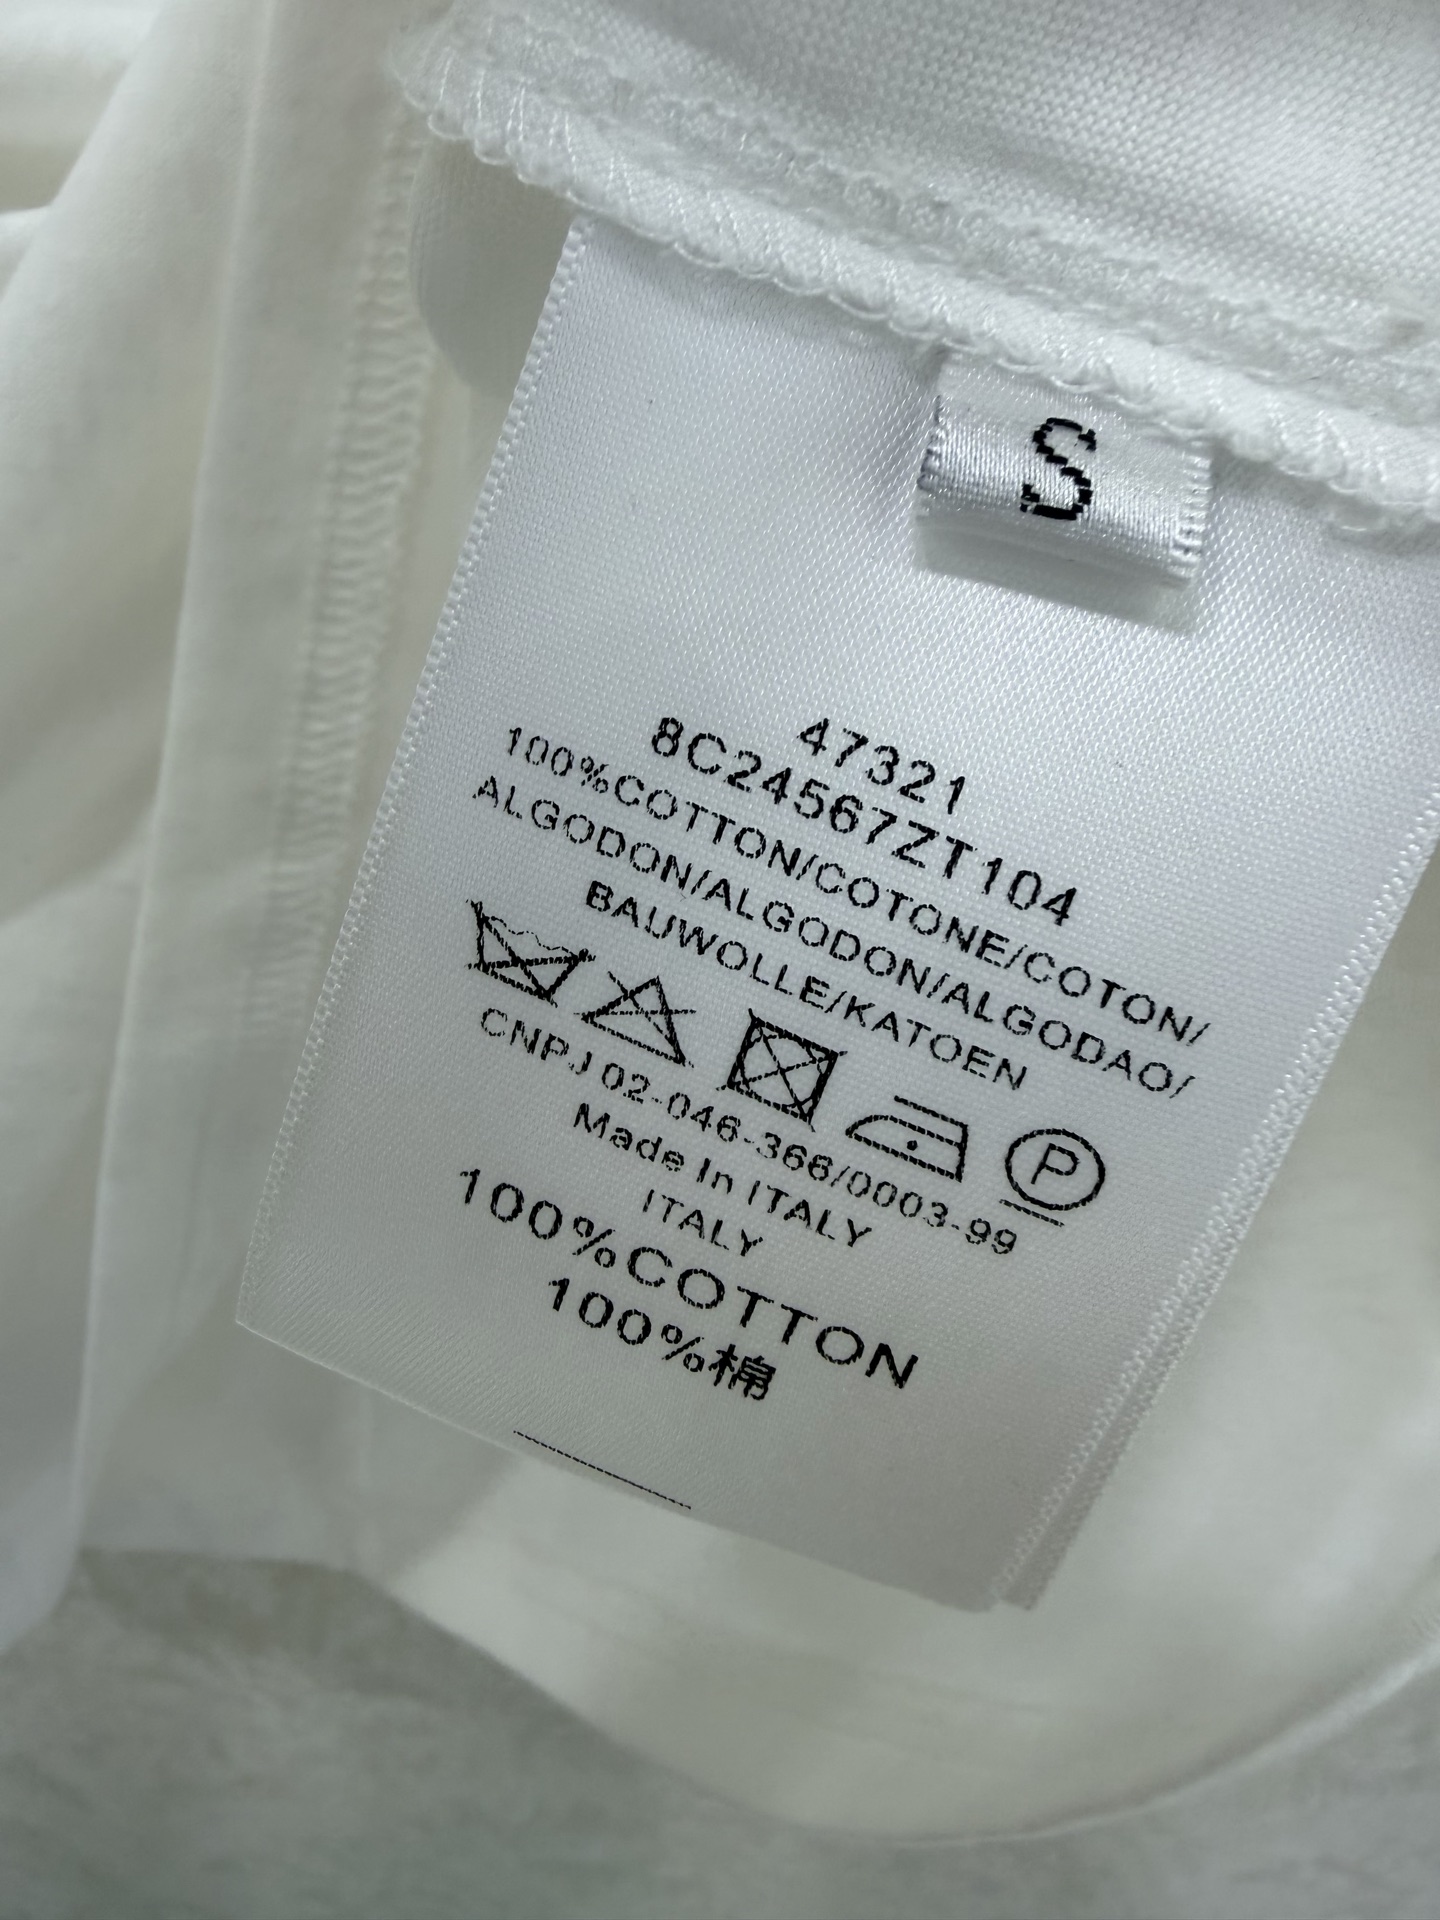 S
47321
8C24567ZT104
100%COTTON/COTONE/COTON/
ALGODON/ALGODON/ALGODAO/
BAUWOLLE/KATOEN
P
CNPJ 02-046-366/0003-99
Made In ITALY
ITALY
100%COTTON
100%棉